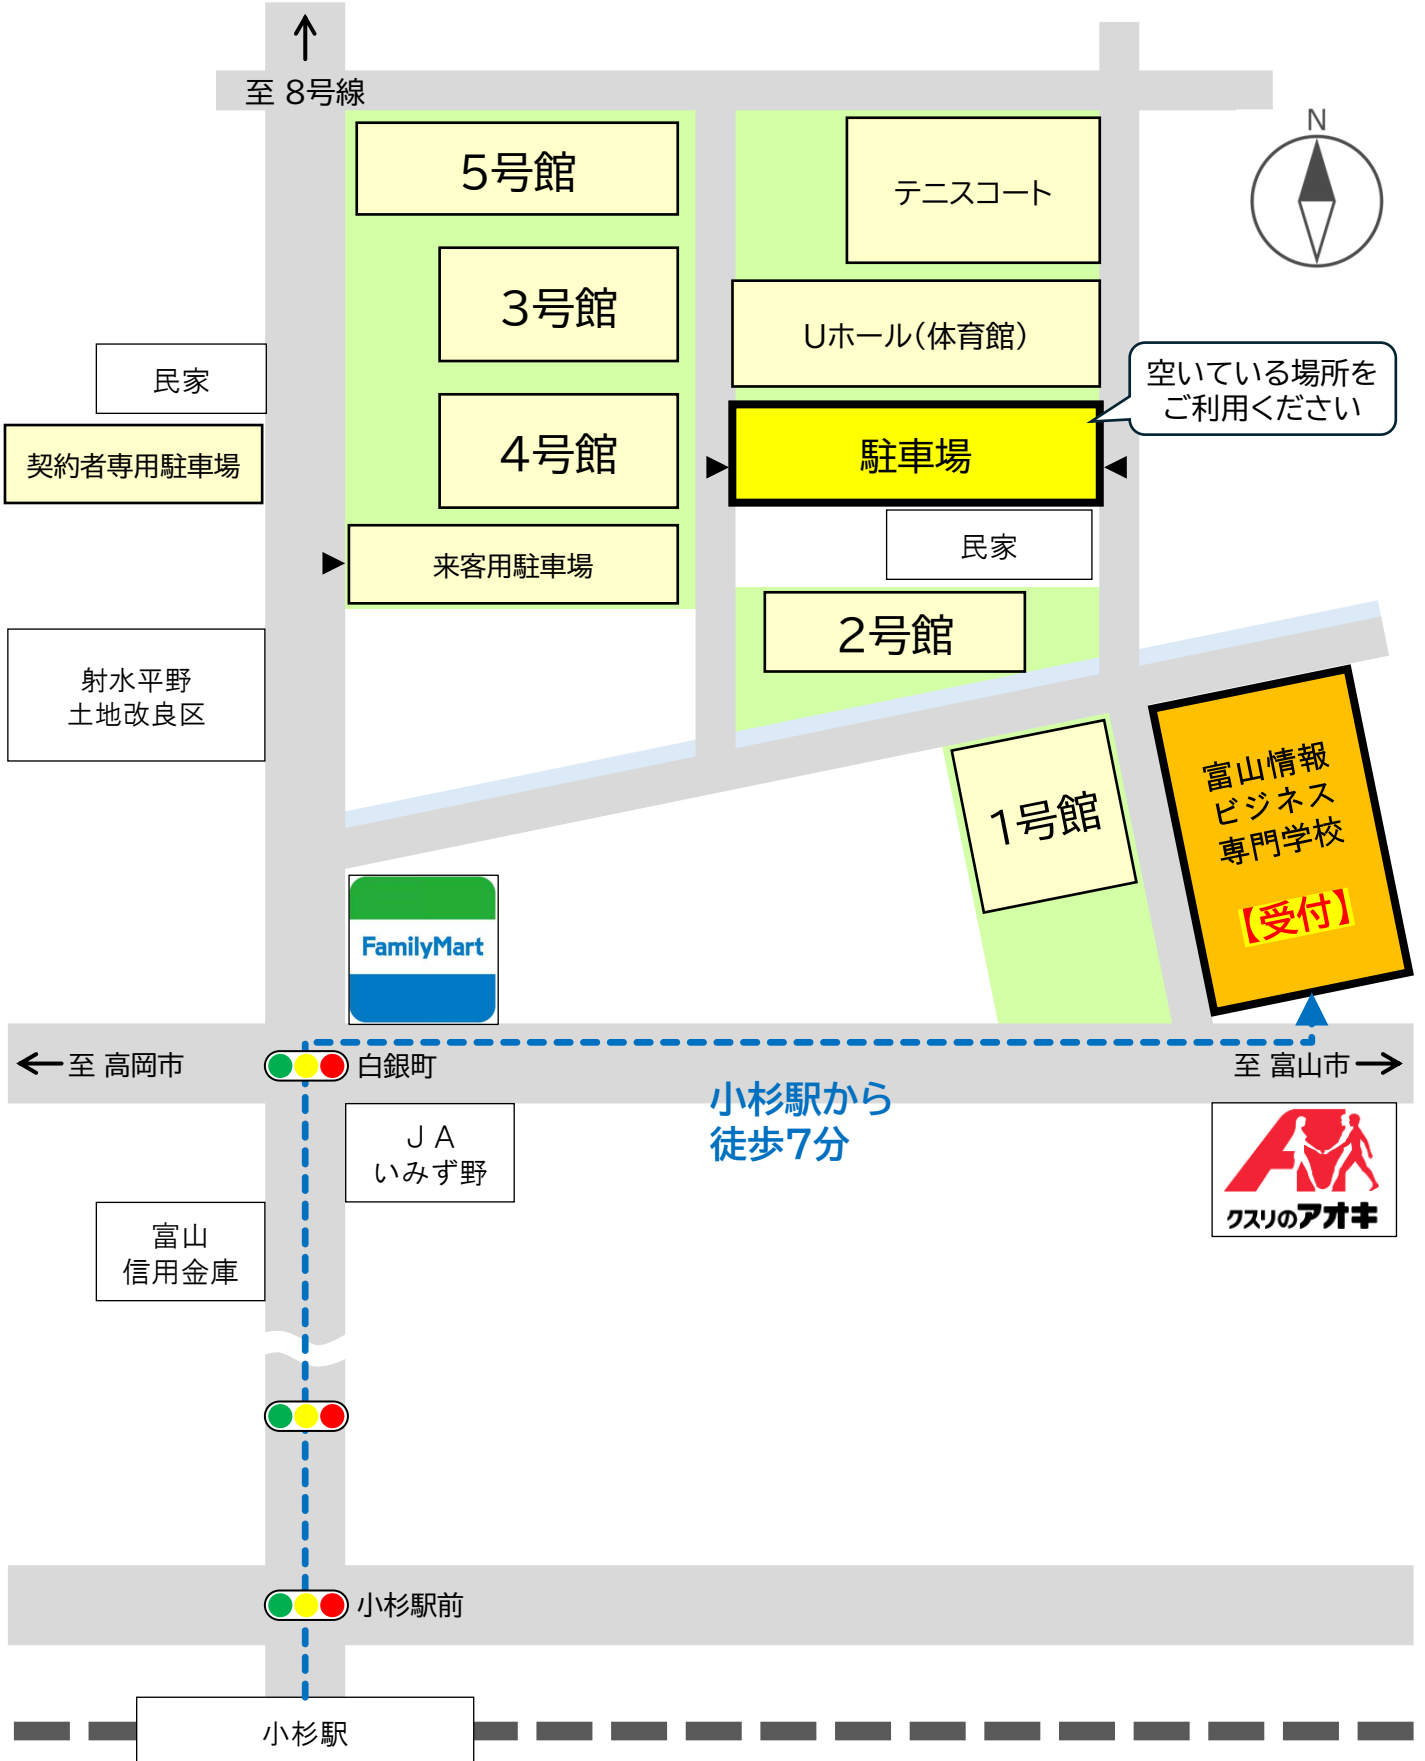 至 8号線
N
5号館
テニスコート
3号館
Uホール(体育館)
民家
空いている場所を
ご利用ください
契約者専用駐車場
4号館
駐車場
来客用駐車場
民家
2号館
射水平野
土地改良区
富山情報
ビジネス
専門学校
【受付】
1号館
FamilyMart
至 高岡市
白銀町
至 富山市
小杉駅から
徒歩7分
JA
いみず野
クスリのアオキ
富山
信用金庫
小杉駅前
小杉駅